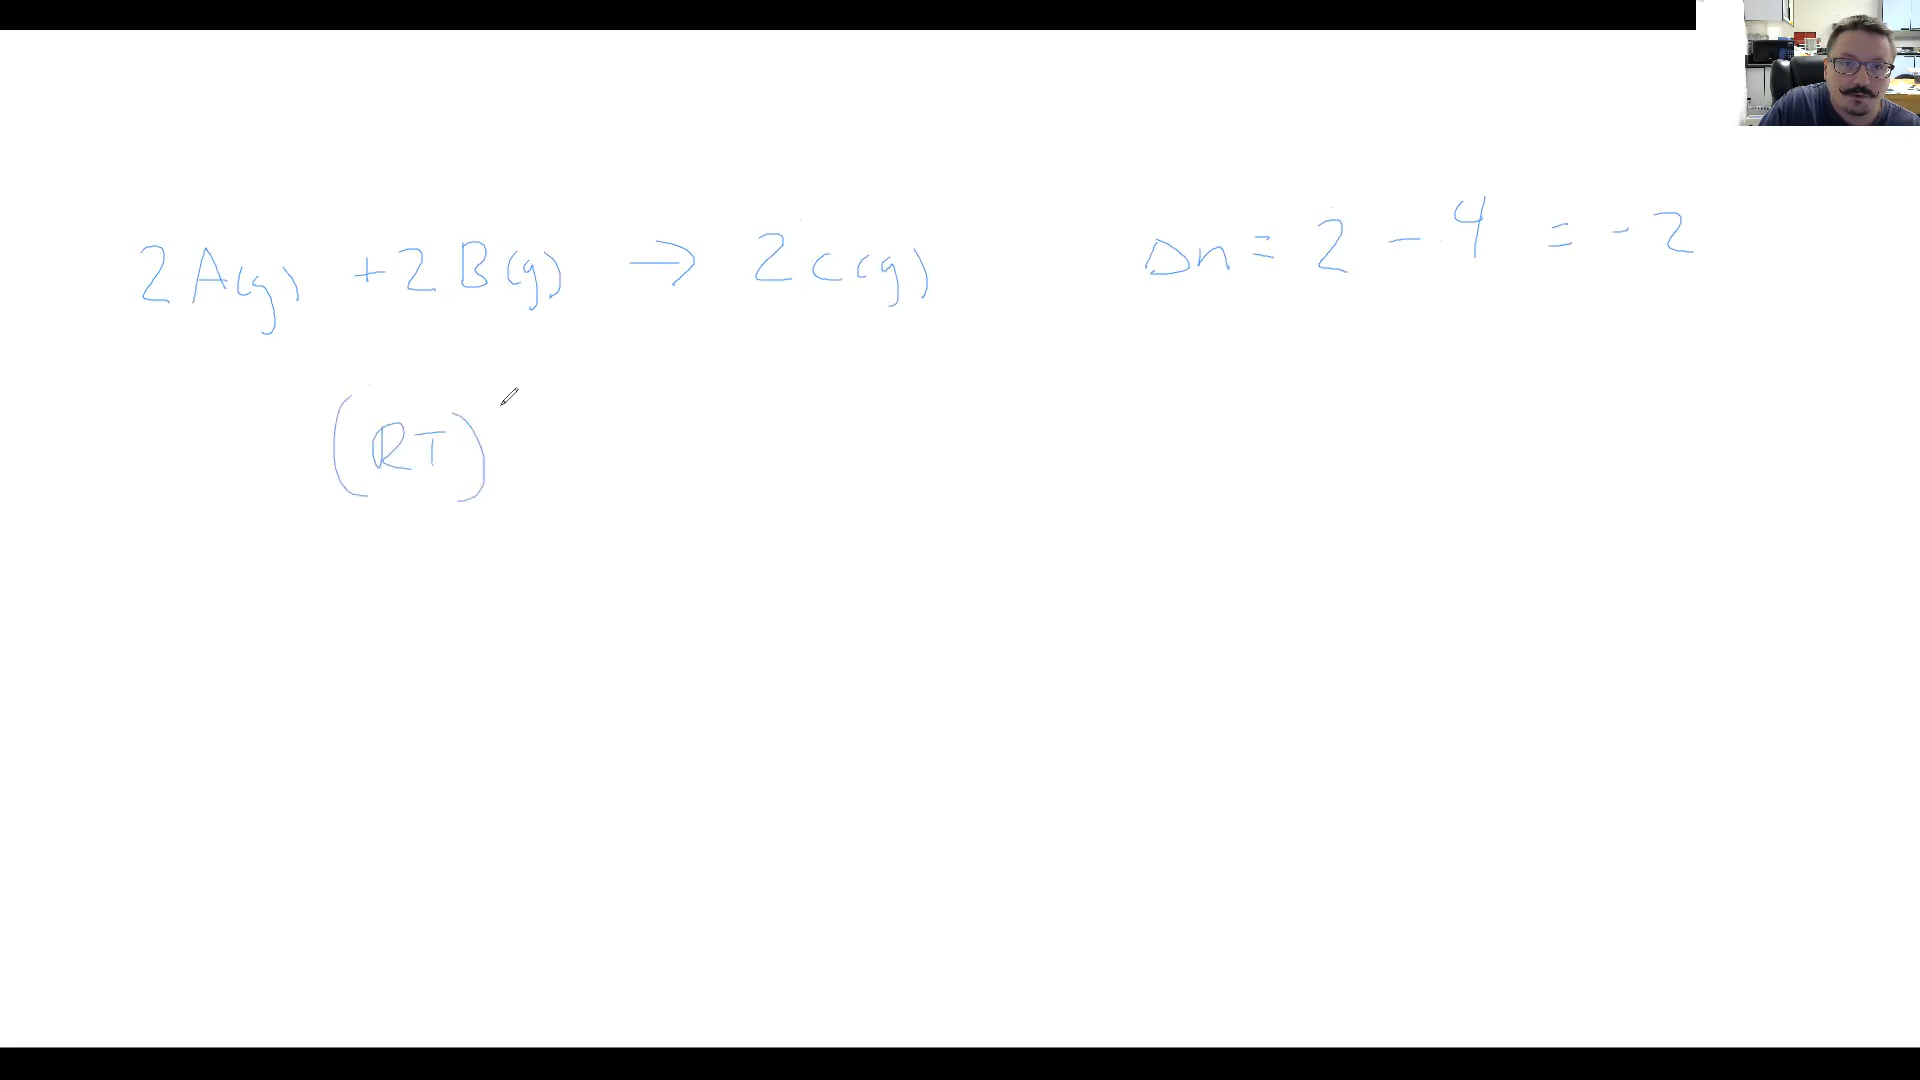 2A(g) + 2B(g) → 2C(g)
Δn = 2 - 4 = -2
(RT)